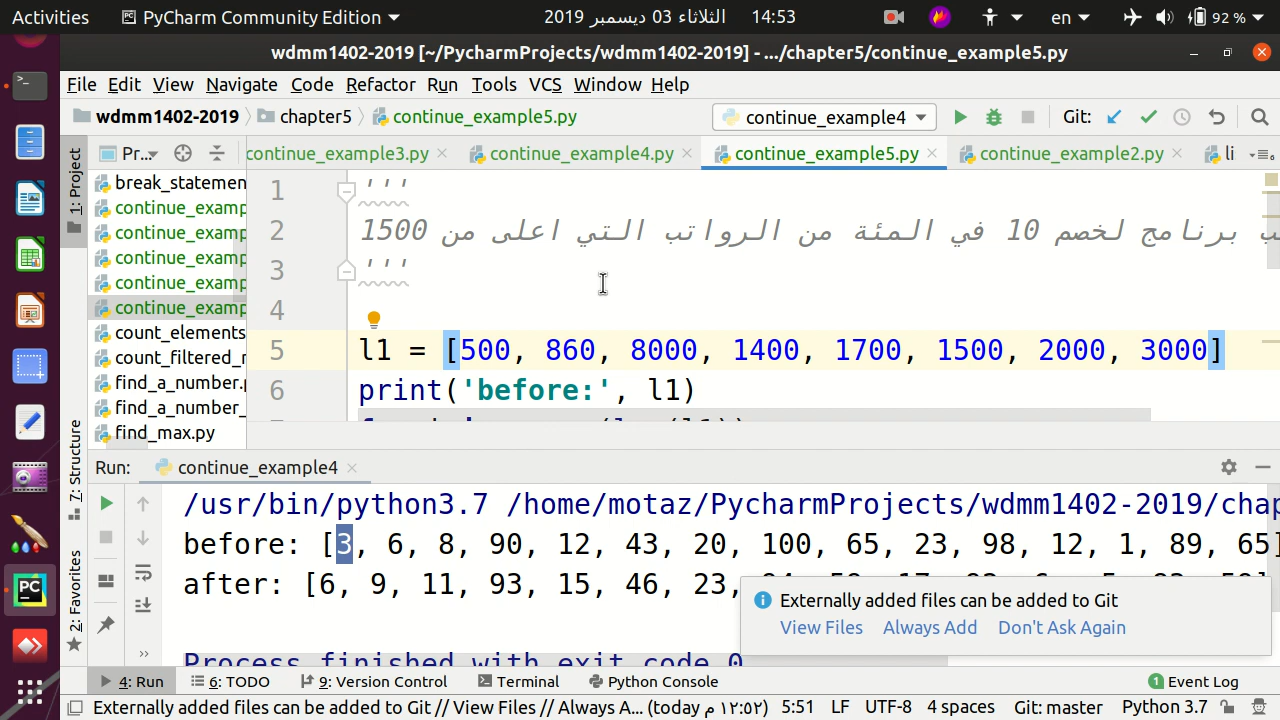 Activities
PyCharm Community Edition
الثلاثاء 03 ديسمبر 2019
14:53
en
92 %
wdmm1402-2019 [~/PycharmProjects/wdmm1402-2019] - .../chapter5/continue_example5.py
File Edit View Navigate Code Refactor Run Tools VCS Window Help
wdmm1402-2019
chapter5
continue_example5.py
continue_example4
Git:
Pr...
continue_example3.py
continue_example4.py
continue_example5.py
continue_example2.py
li
1: Project
break_statemen
continue_examp
continue_examp
continue_examp
continue_examp
continue_examp
count_elements
count_filtered_
find_a_number.
find_a_number_
find_max.py
1 '''
2 برنامج لخصم 10 في المئة من الرواتب التي اعلى من 1500
3 '''
4
5 l1 = [500, 860, 8000, 1400, 1700, 1500, 2000, 3000]
6 print('before:', l1)
7: Structure
2: Favorites
Run:
continue_example4
/usr/bin/python3.7 /home/motaz/PycharmProjects/wdmm1402-2019/chap
before: [3, 6, 8, 90, 12, 43, 20, 100, 65, 23, 98, 12, 1, 89, 65]
after: [6, 9, 11, 93, 15, 46, 23,
Process finished with exit code 0
Externally added files can be added to Git
View Files
Always Add
Don't Ask Again
4: Run
6: TODO
9: Version Control
Terminal
Python Console
1 Event Log
Externally added files can be added to Git // View Files // Always A... (today م ١٢:٥٢)
5:51
LF
UTF-8
4 spaces
Git: master
Python 3.7